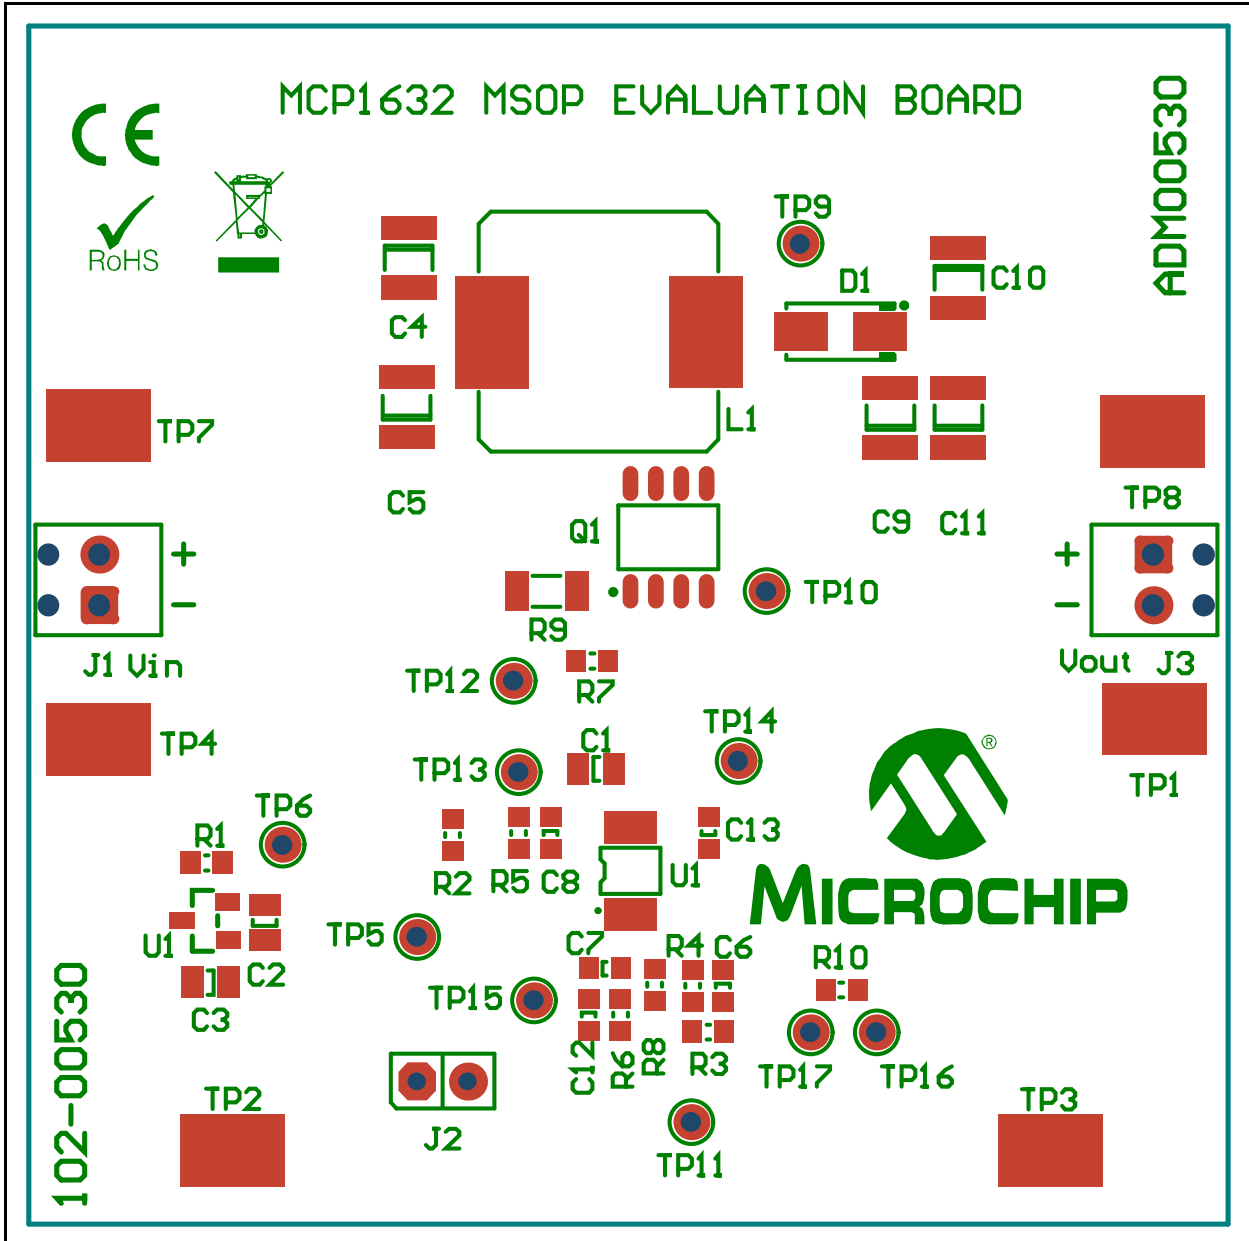 MCP1632 MSOP EVALUATION BOARD
ADM00530
CE
RoHS
TP9
D1
C10
C4
L1
TP7
TP8
C5
Q1
C9
C11
+
+
TP10
-
-
R9
J1 Vin
Vout J3
TP12
R7
TP4
C1
TP14
TP13
®
TP1
TP6
R1
C13
R2
R5
C8
U1
MICROCHIP
TP5
U1
C7
R4
C6
R10
C2
TP15
C3
102-00530
C12
R6
R8
R3
TP17
TP16
TP2
TP3
J2
TP11